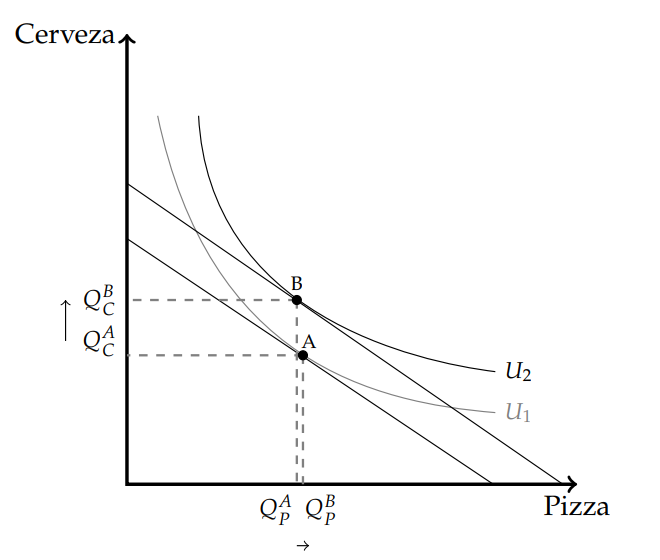 Cerveza
B
Q_C^B
↑
A
Q_C^A
U_2
U_1
Q_P^A Q_P^B
Pizza
→